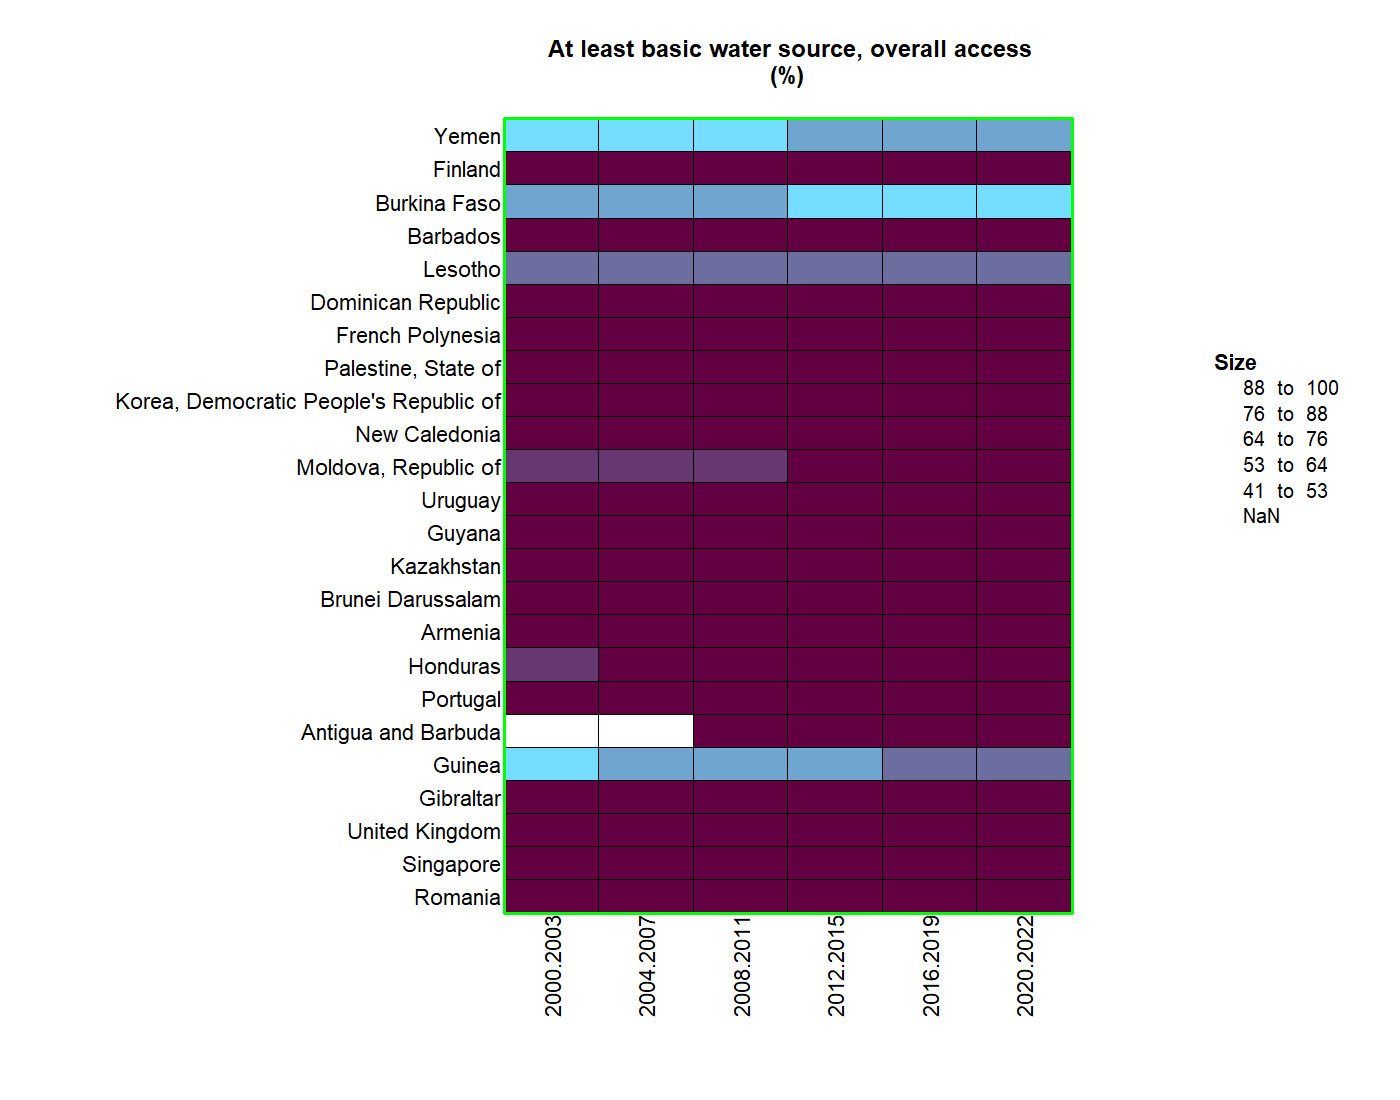 At least basic water source, overall access
(%)
Yemen
Finland
Burkina Faso
Barbados
Lesotho
Dominican Republic
French Polynesia
Palestine, State of
Korea, Democratic People's Republic of
New Caledonia
Moldova, Republic of
Uruguay
Guyana
Kazakhstan
Brunei Darussalam
Armenia
Honduras
Portugal
Antigua and Barbuda
Guinea
Gibraltar
United Kingdom
Singapore
Romania
2000.2003
2004.2007
2008.2011
2012.2015
2016.2019
2020.2022
Size
88 to 100
76 to 88
64 to 76
53 to 64
41 to 53
NaN